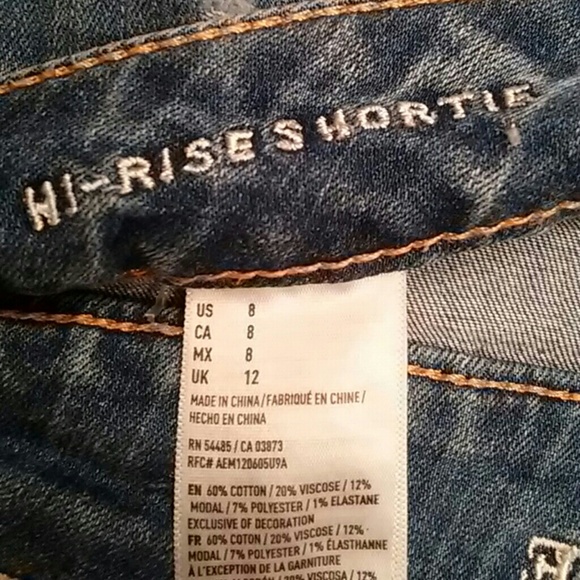 HI-RISE SHORTIE
US 8
CA 8
MX 8
UK 12
MADE IN CHINA/FABRIQUÉ EN CHINE/
HECHO EN CHINA
RN 54485 / CA 03873
RFC# AEM120605U9A
EN 60% COTTON / 20% VISCOSE / 12%
MODAL / 7% POLYESTER / 1% ELASTANE
EXCLUSIVE OF DECORATION
FR 60% COTON / 20% VISCOSE / 12%
MODAL / 7% POLYESTER / 1% ÉLASTHANNE
À L'EXCEPTION DE LA GARNITURE
VISCOSA
H